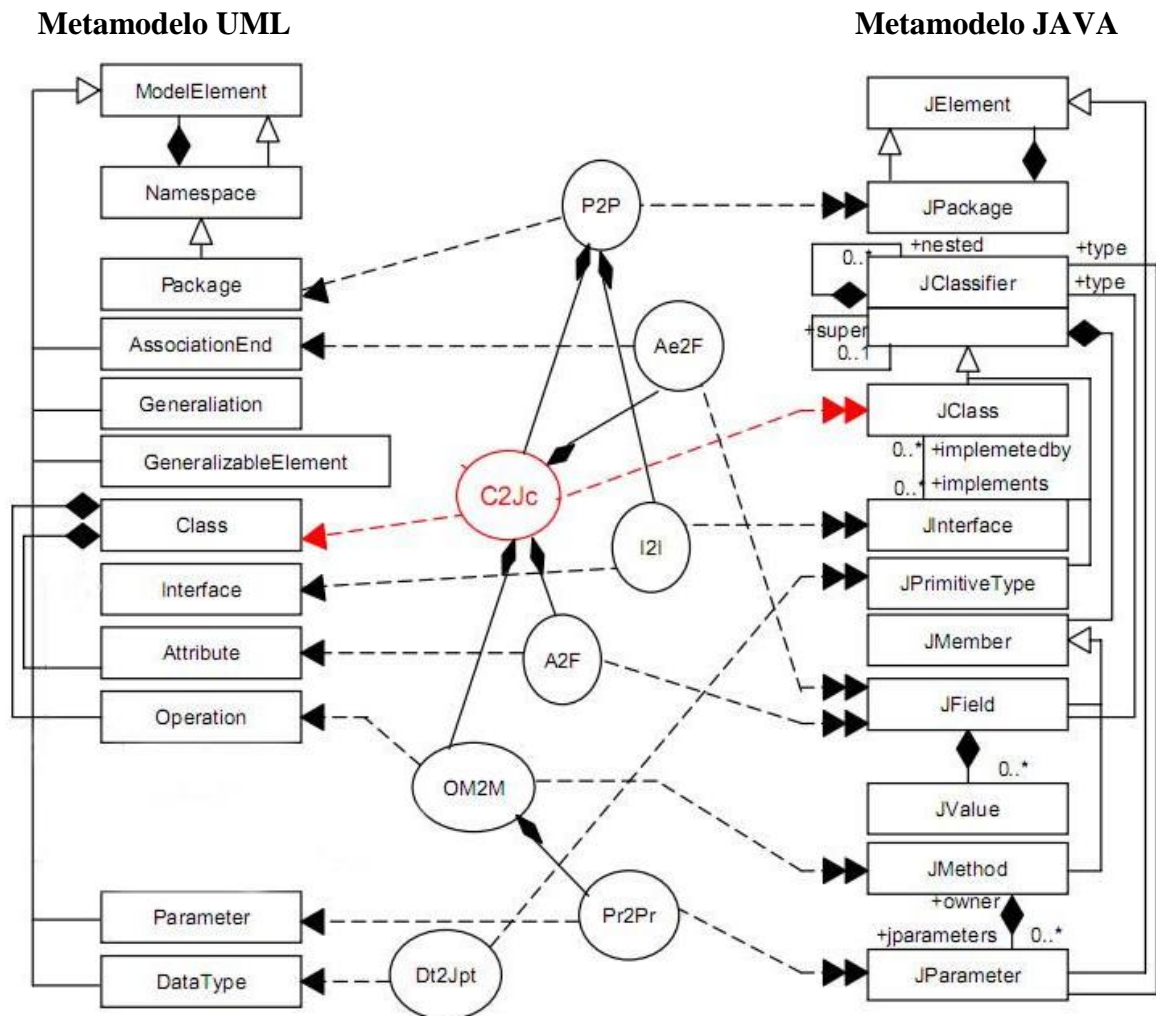 Metamodelo UML
Metamodelo JAVA
ModelElement
Namespace
Package
AssociationEnd
Generaliation
GeneralizableElement
Class
Interface
Attribute
Operation
Parameter
DataType
P2P
Ae2F
C2Jc
I2I
A2F
OM2M
Pr2Pr
Dt2Jpt
JElement
JPackage
+nested
0..*
+type
JClassifier
+type
+super
0..1
JClass
0..* +implemetedby
0..* +implements
JInterface
JPrimitiveType
JMember
JField
0..*
JValue
JMethod
+owner
+jparameters 0..*
JParameter